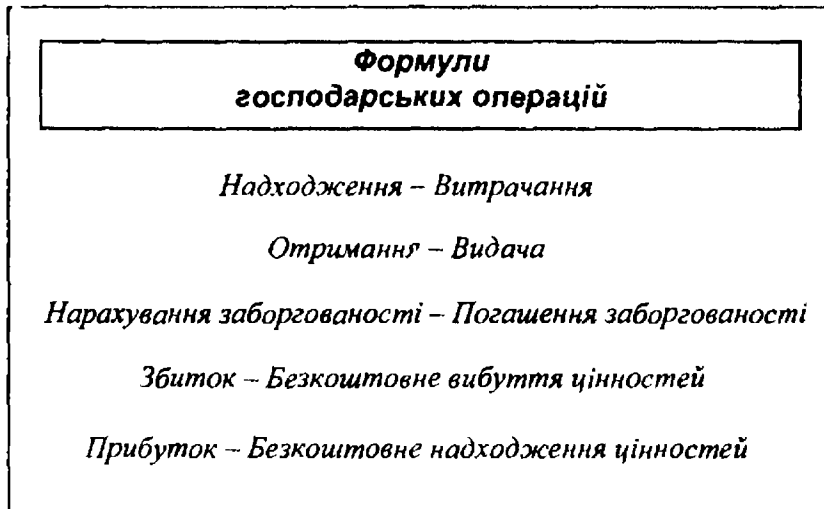 Формули
господарських операцій
Надходження – Витрачання
Отримання – Видача
Нарахування заборгованості – Погашення заборгованості
Збиток – Безкоштовне вибуття цінностей
Прибуток – Безкоштовне надходження цінностей